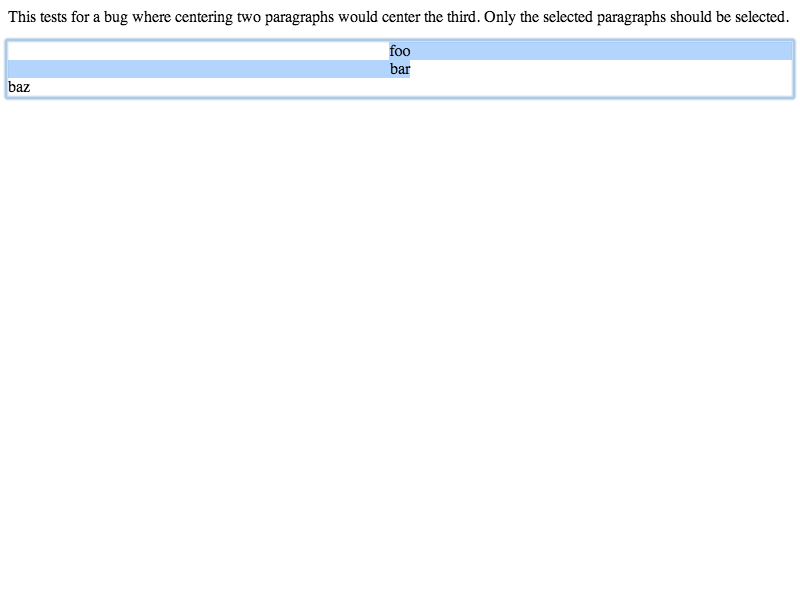 This tests for a bug where centering two paragraphs would center the third. Only the selected paragraphs should be selected.
foo
bar
baz